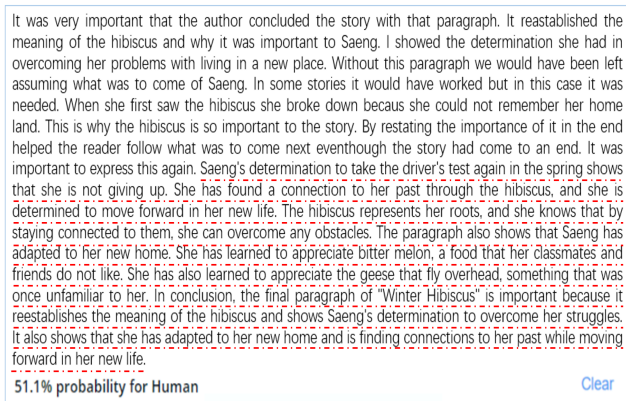 It was very important that the author concluded the story with that paragraph. It reastablished the
meaning of the hibiscus and why it was important to Saeng. I showed the determination she had in
overcoming her problems with living in a new place. Without this paragraph we would have been left
assuming what was to come of Saeng. In some stories it would have worked but in this case it was
needed. When she first saw the hibiscus she broke down becaus she could not remember her home
land. This is why the hibiscus is so important to the story. By restating the importance of it in the end
helped the reader follow what was to come next eventhough the story had come to an end. It was
important to express this again. Saeng's determination to take the driver's test again in the spring shows
that she is not giving up. She has found a connection to her past through the hibiscus, and she is
determined to move forward in her new life. The hibiscus represents her roots, and she knows that by
staying connected to them, she can overcome any obstacles. The paragraph also shows that Saeng has
adapted to her new home. She has learned to appreciate bitter melon, a food that her classmates and
friends do not like. She has also learned to appreciate the geese that fly overhead, something that was
once unfamiliar to her. In conclusion, the final paragraph of "Winter Hibiscus" is important because it
reestablishes the meaning of the hibiscus and shows Saeng's determination to overcome her struggles.
It also shows that she has adapted to her new home and is finding connections to her past while moving
forward in her new life.
51.1% probability for Human Clear